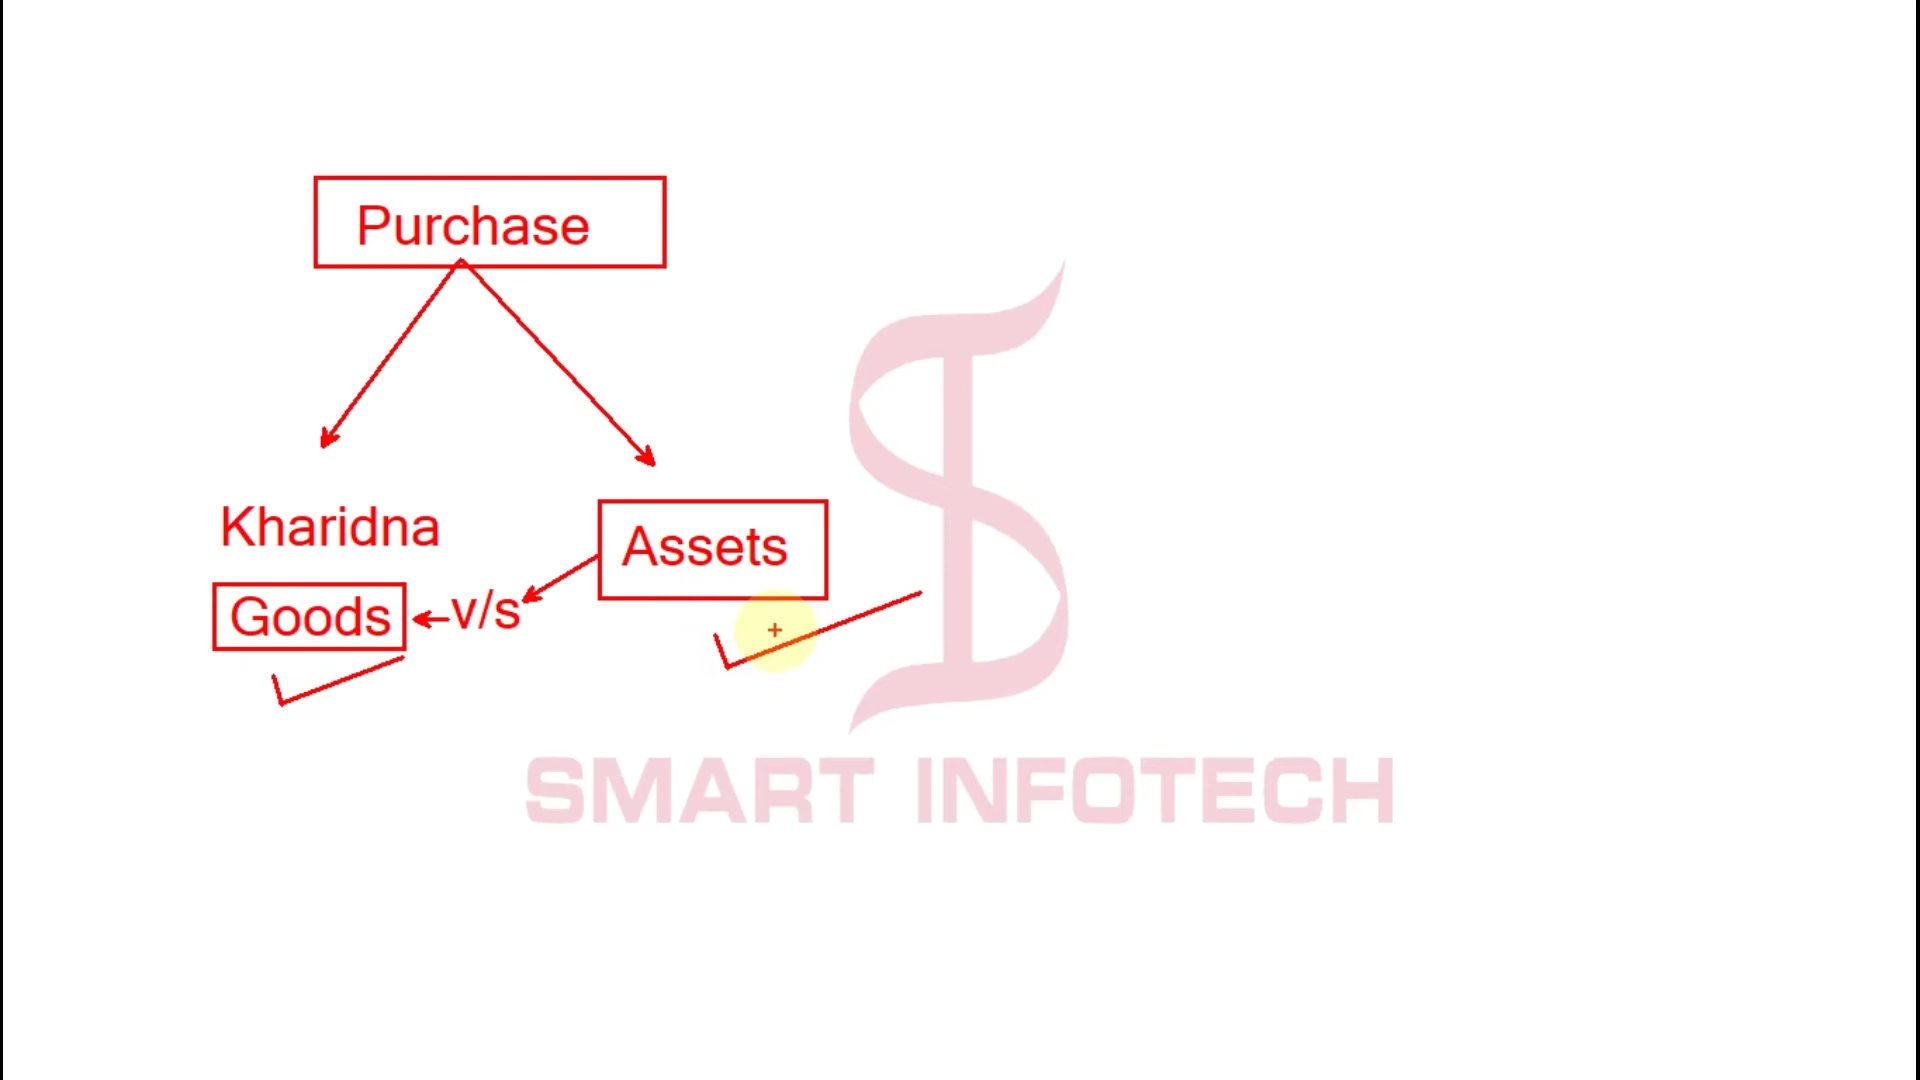 Purchase
Kharidna
Assets
Goods
v/s
SMART INFOTECH